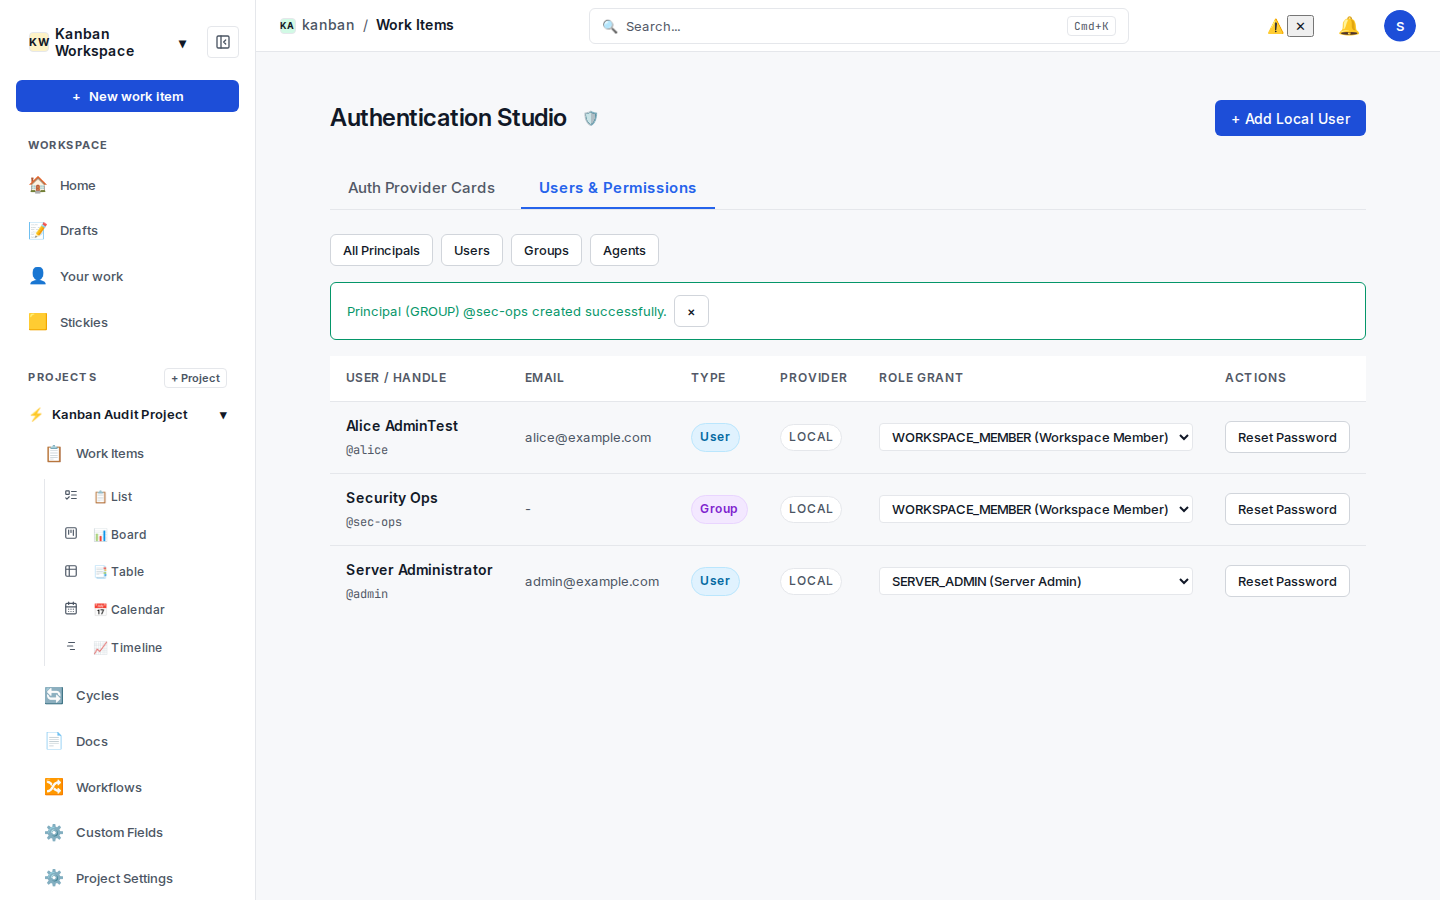 KW Kanban Workspace ▾
+ New work item
WORKSPACE
Home
Drafts
Your work
Stickies
PROJECTS + Project
Kanban Audit Project ▾
Work Items
List
Board
Table
Calendar
Timeline
Cycles
Docs
Workflows
Custom Fields
Project Settings
KA kanban / Work Items
Search... Cmd+K
✕
S
Authentication Studio
+ Add Local User
Auth Provider Cards Users & Permissions
All Principals Users Groups Agents
Principal (GROUP) @sec-ops created successfully. ×
USER / HANDLE EMAIL TYPE PROVIDER ROLE GRANT ACTIONS
Alice AdminTest
@alice
alice@example.com User LOCAL WORKSPACE_MEMBER (Workspace Member) Reset Password
Security Ops
@sec-ops
- Group LOCAL WORKSPACE_MEMBER (Workspace Member) Reset Password
Server Administrator
@admin
admin@example.com User LOCAL SERVER_ADMIN (Server Admin) Reset Password